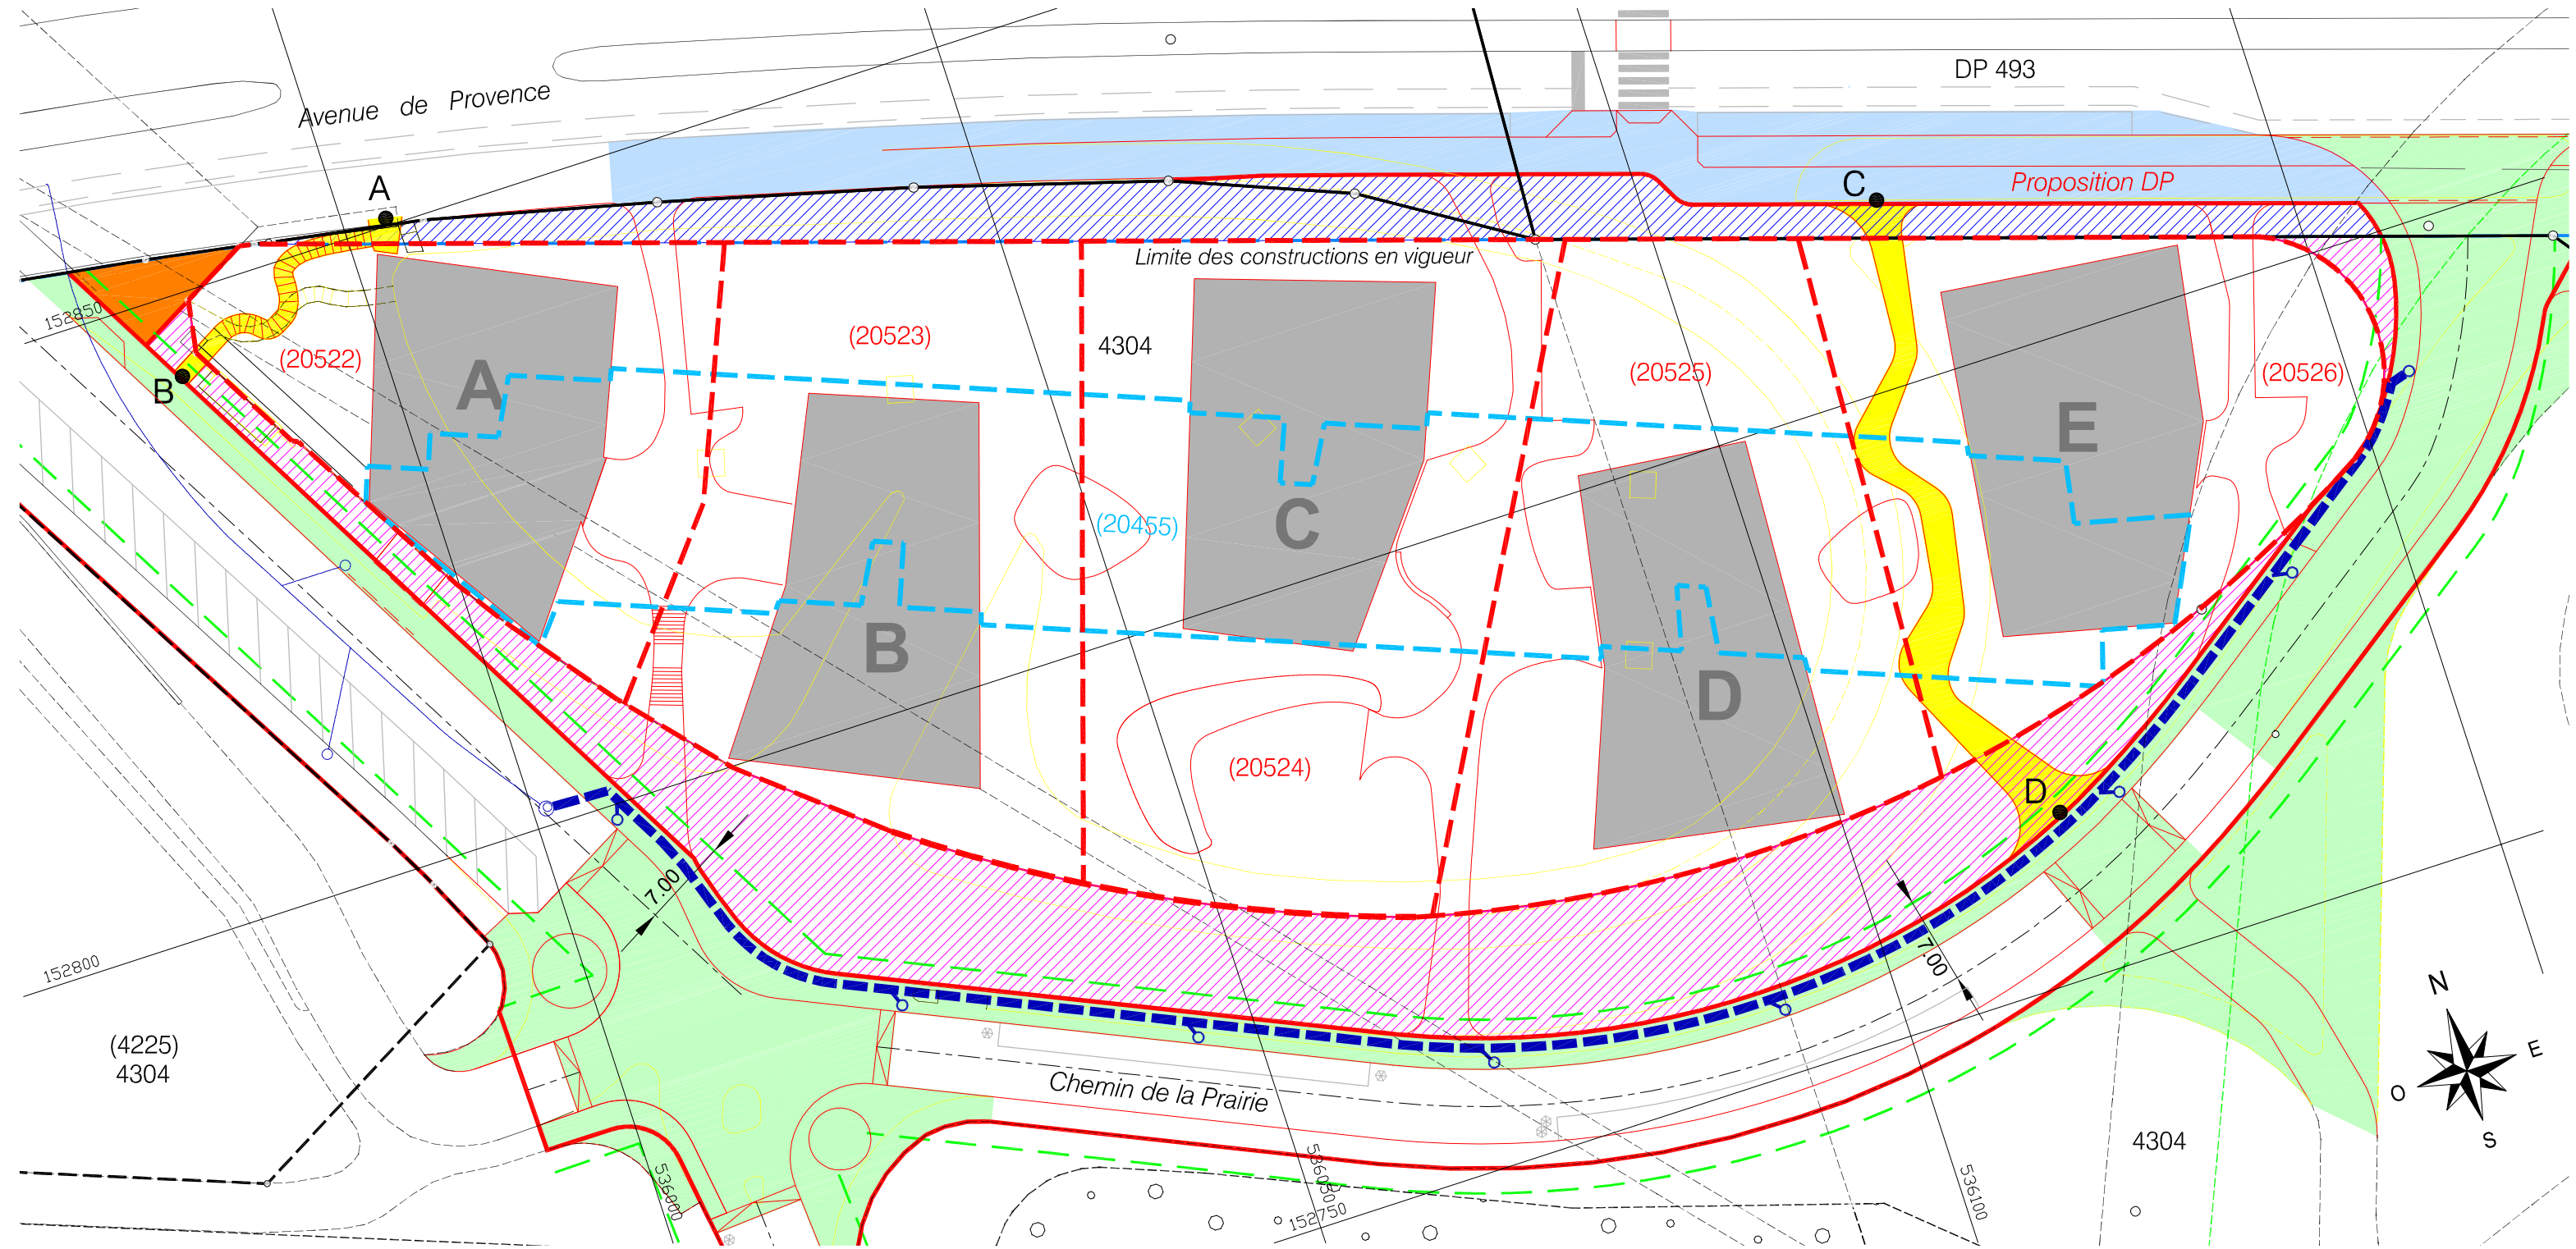 DP 493
Avenue de Provence
A
C
Proposition DP
Limite des constructions en vigueur
152850
(20522)
(20523)
4304
(20525)
(20526)
B
A
E
(20455)
C
B
D
(20524)
D
7.00
7.00
152800
N
E
O
S
(4225)
4304
Chemin de la Prairie
4304
536000
152750
536100